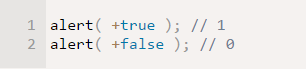 1 alert( +true ); // 1
2 alert( +false ); // 0